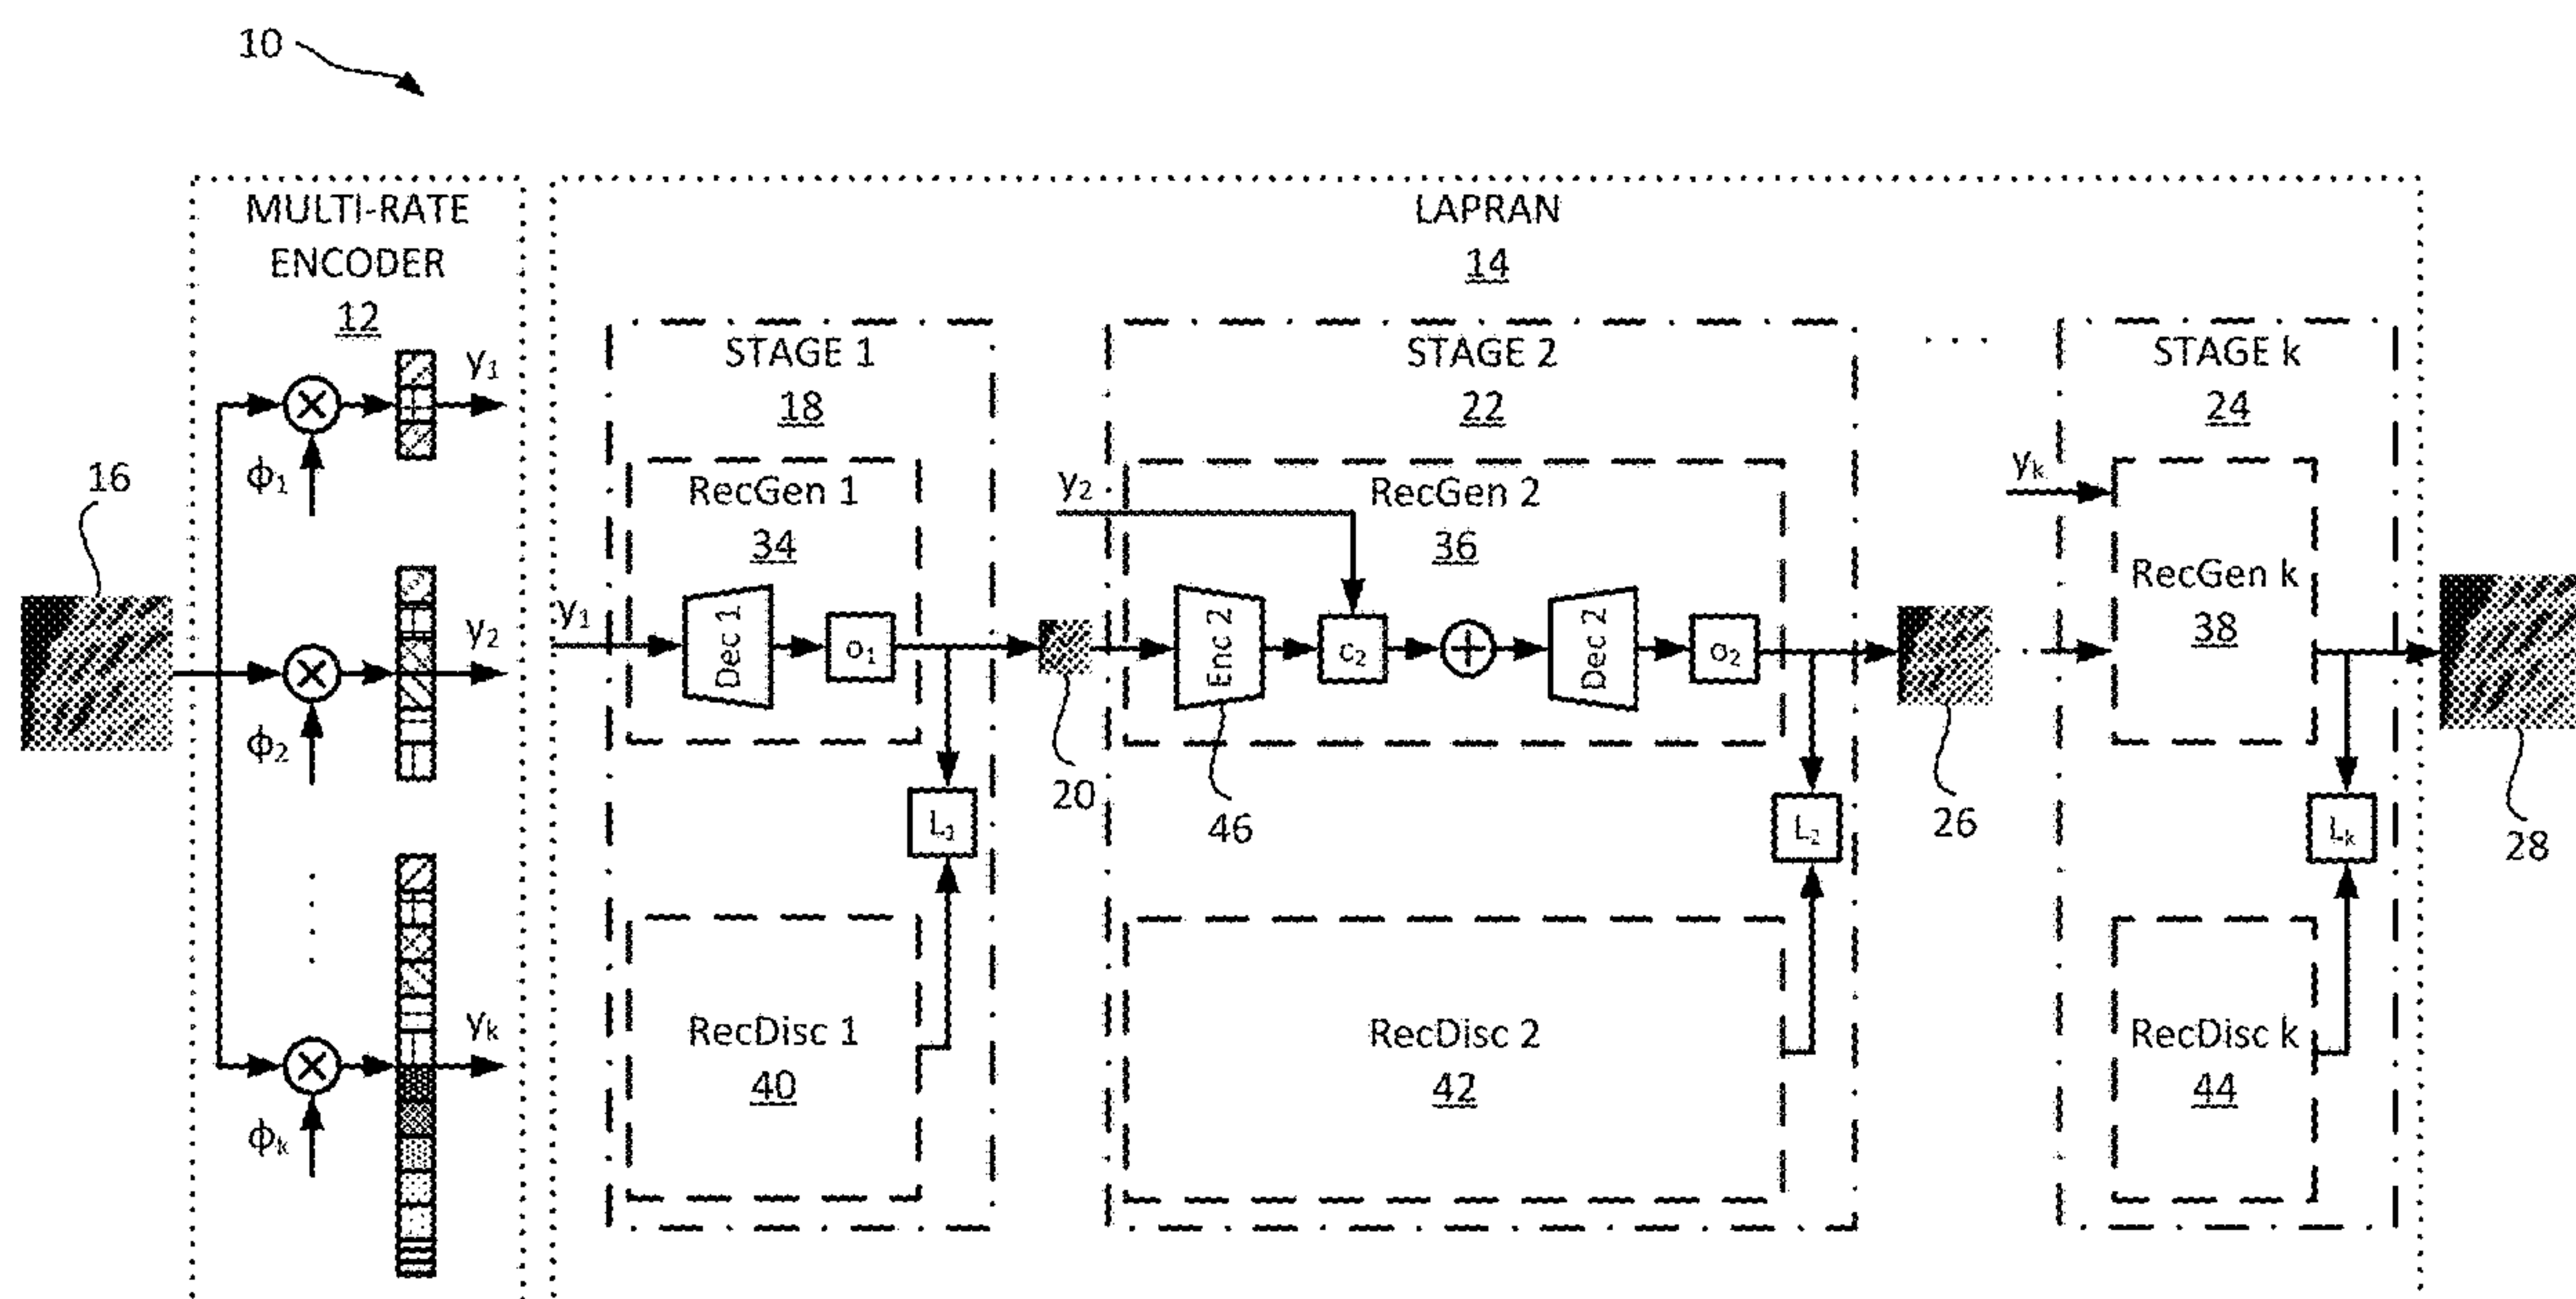 10
MULTI-RATE
ENCODER
12
y₁
ϕ₁
16
y₂
ϕ₂
yₖ
ϕₖ
LAPRAN
14
STAGE 1
18
RecGen 1
34
y₁
Dec 1
o₁
L₁
RecDisc 1
40
20
STAGE 2
22
y₂
RecGen 2
36
Enc 2
c₂
Dec 2
o₂
46
L₂
RecDisc 2
42
26
. . .
STAGE k
24
yₖ
RecGen k
38
Lₖ
RecDisc k
44
28